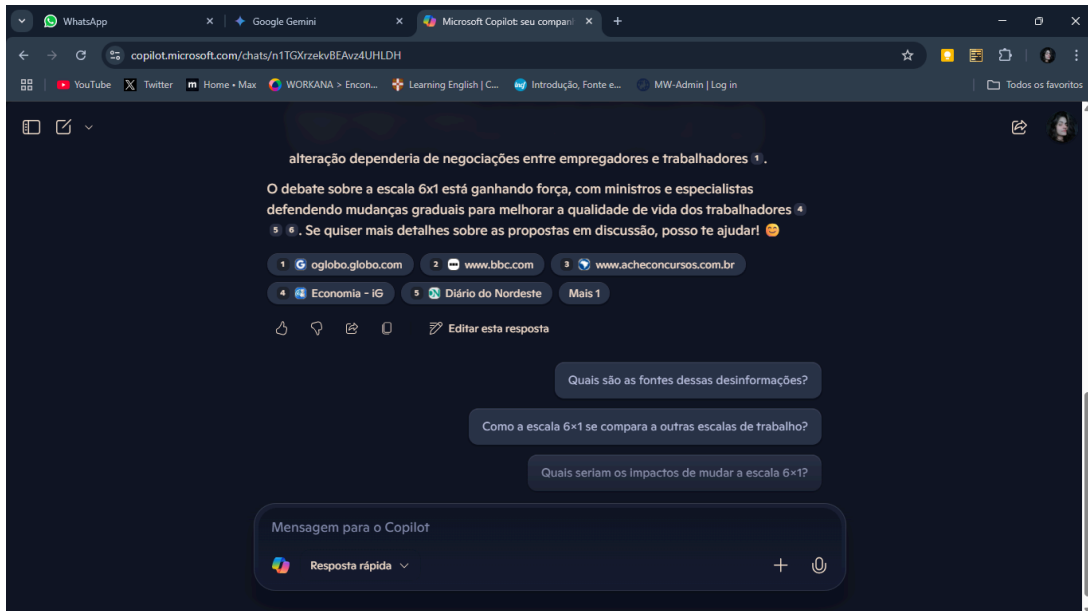 WhatsApp
Google Gemini
Microsoft Copilot: seu compani
copilot.microsoft.com/chats/n1TGXrzekvBEAvz4UHLDH
YouTube Twitter Home • Max WORKANA > Encon... Learning English | C... Introdução, Fonte e... MW-Admin | Log in Todos os favoritos
alteração dependeria de negociações entre empregadores e trabalhadores 1 .
O debate sobre a escala 6x1 está ganhando força, com ministros e especialistas
defendendo mudanças graduais para melhorar a qualidade de vida dos trabalhadores 4
5 6 . Se quiser mais detalhes sobre as propostas em discussão, posso te ajudar! 😊
1 oglobo.globo.com 2 www.bbc.com 3 www.acheconcursos.com.br
4 Economia - iG 5 Diário do Nordeste Mais 1
Editar esta resposta
Quais são as fontes dessas desinformações?
Como a escala 6×1 se compara a outras escalas de trabalho?
Quais seriam os impactos de mudar a escala 6×1?
Mensagem para o Copilot
Resposta rápida